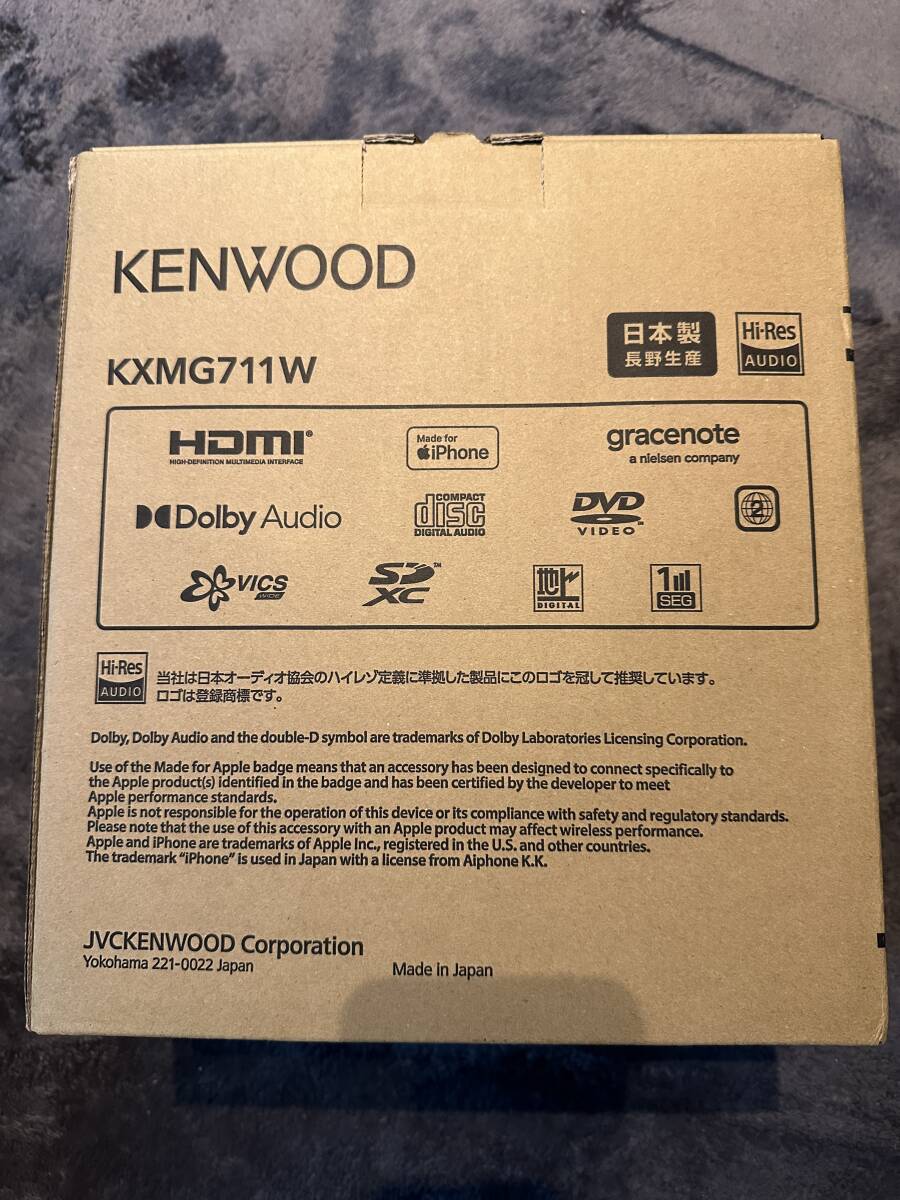 KENWOOD
KXMG711W
日本製
長野生産
Hi-Res
AUDIO
HDMI®
HIGH-DEFINITION MULTIMEDIA INTERFACE
Made for
iPhone
gracenote
a nielsen company
Dolby Audio
COMPACT
disc
DIGITAL AUDIO
DVD
VIDEO
2
VICS
WIDE
SD
XC
地上
DIGITAL
1
SEG
Hi-Res
AUDIO
当社は日本オーディオ協会のハイレゾ定義に準拠した製品にこのロゴを冠して推奨しています。
ロゴは登録商標です。
Dolby, Dolby Audio and the double-D symbol are trademarks of Dolby Laboratories Licensing Corporation.
Use of the Made for Apple badge means that an accessory has been designed to connect specifically to
the Apple product(s) identified in the badge and has been certified by the developer to meet
Apple performance standards.
Apple is not responsible for the operation of this device or its compliance with safety and regulatory standards.
Please note that the use of this accessory with an Apple product may affect wireless performance.
Apple and iPhone are trademarks of Apple Inc., registered in the U.S. and other countries.
The trademark “iPhone” is used in Japan with a license from Aiphone K.K.
JVCKENWOOD Corporation
Yokohama 221-0022 Japan
Made in Japan